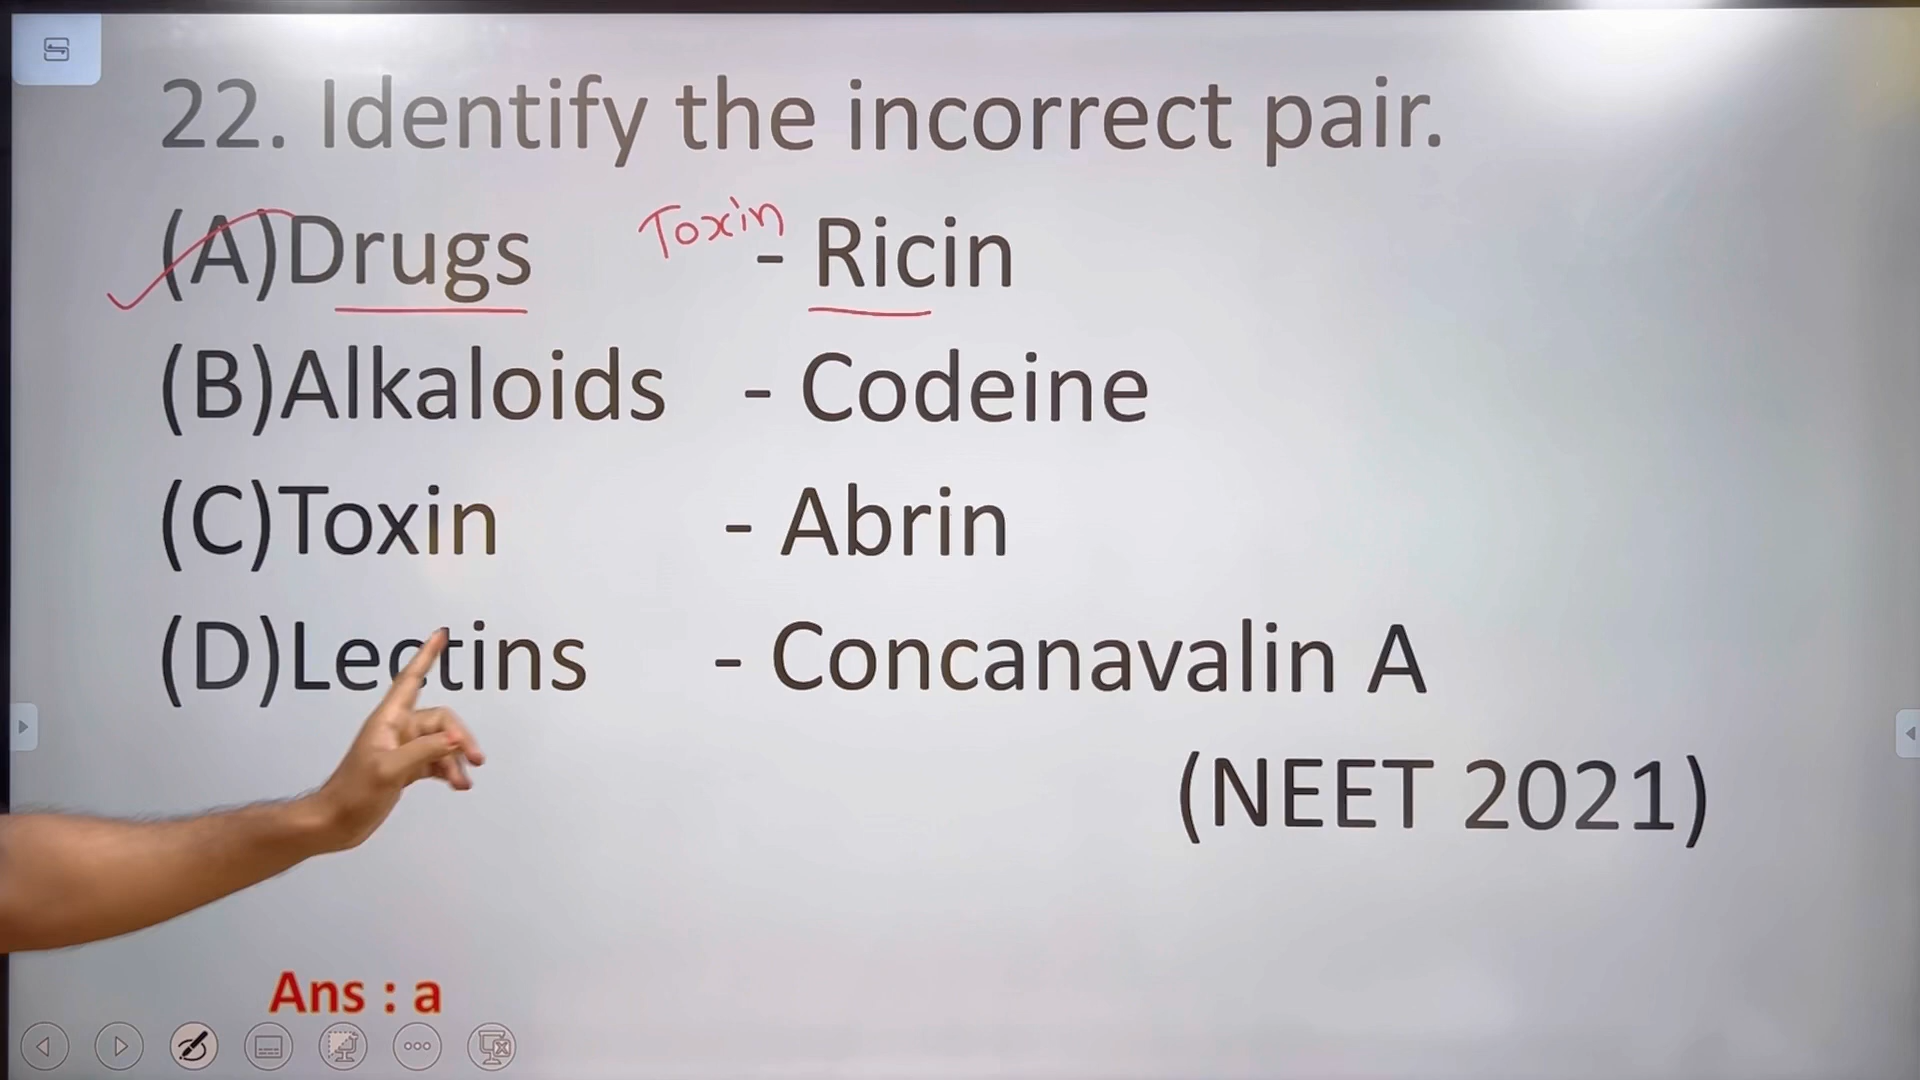 22. Identify the incorrect pair.
(A)Drugs Toxin - Ricin
(B)Alkaloids - Codeine
(C)Toxin - Abrin
(D)Lectins - Concanavalin A
(NEET 2021)
Ans : a